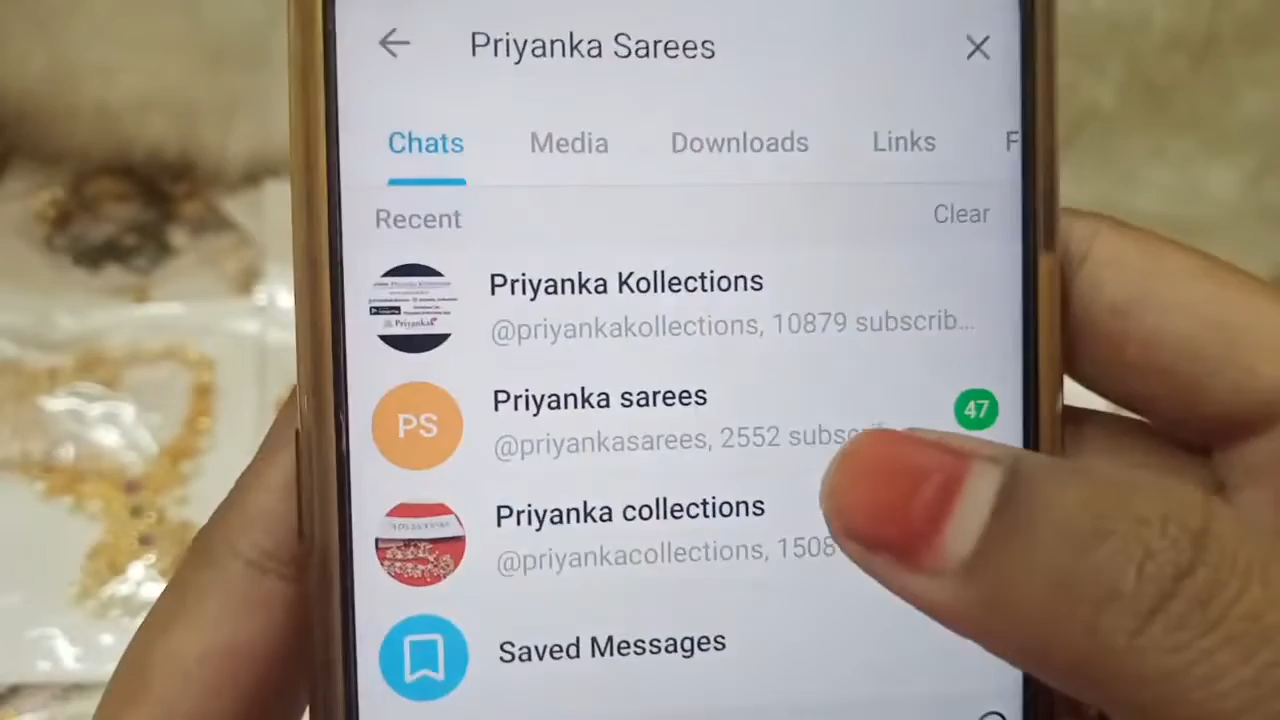 Priyanka Sarees
Chats Media Downloads Links F
Recent Clear
Priyanka Kollections
@priyankakollections, 10879 subscrib...
Priyanka sarees
PS
47
@priyankasarees, 2552 subsc
Priyanka collections
@priyankacollections, 1508
Saved Messages